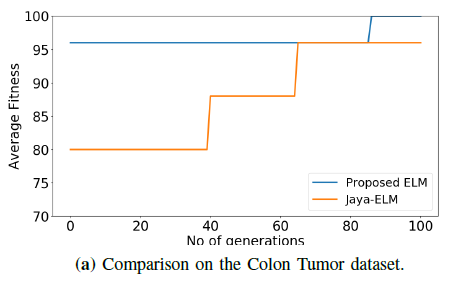 100
95
90
85
80
75
70
Average Fitness
Proposed ELM
Jaya-ELM
0 20 40 60 80 100
No of generations
(a) Comparison on the Colon Tumor dataset.